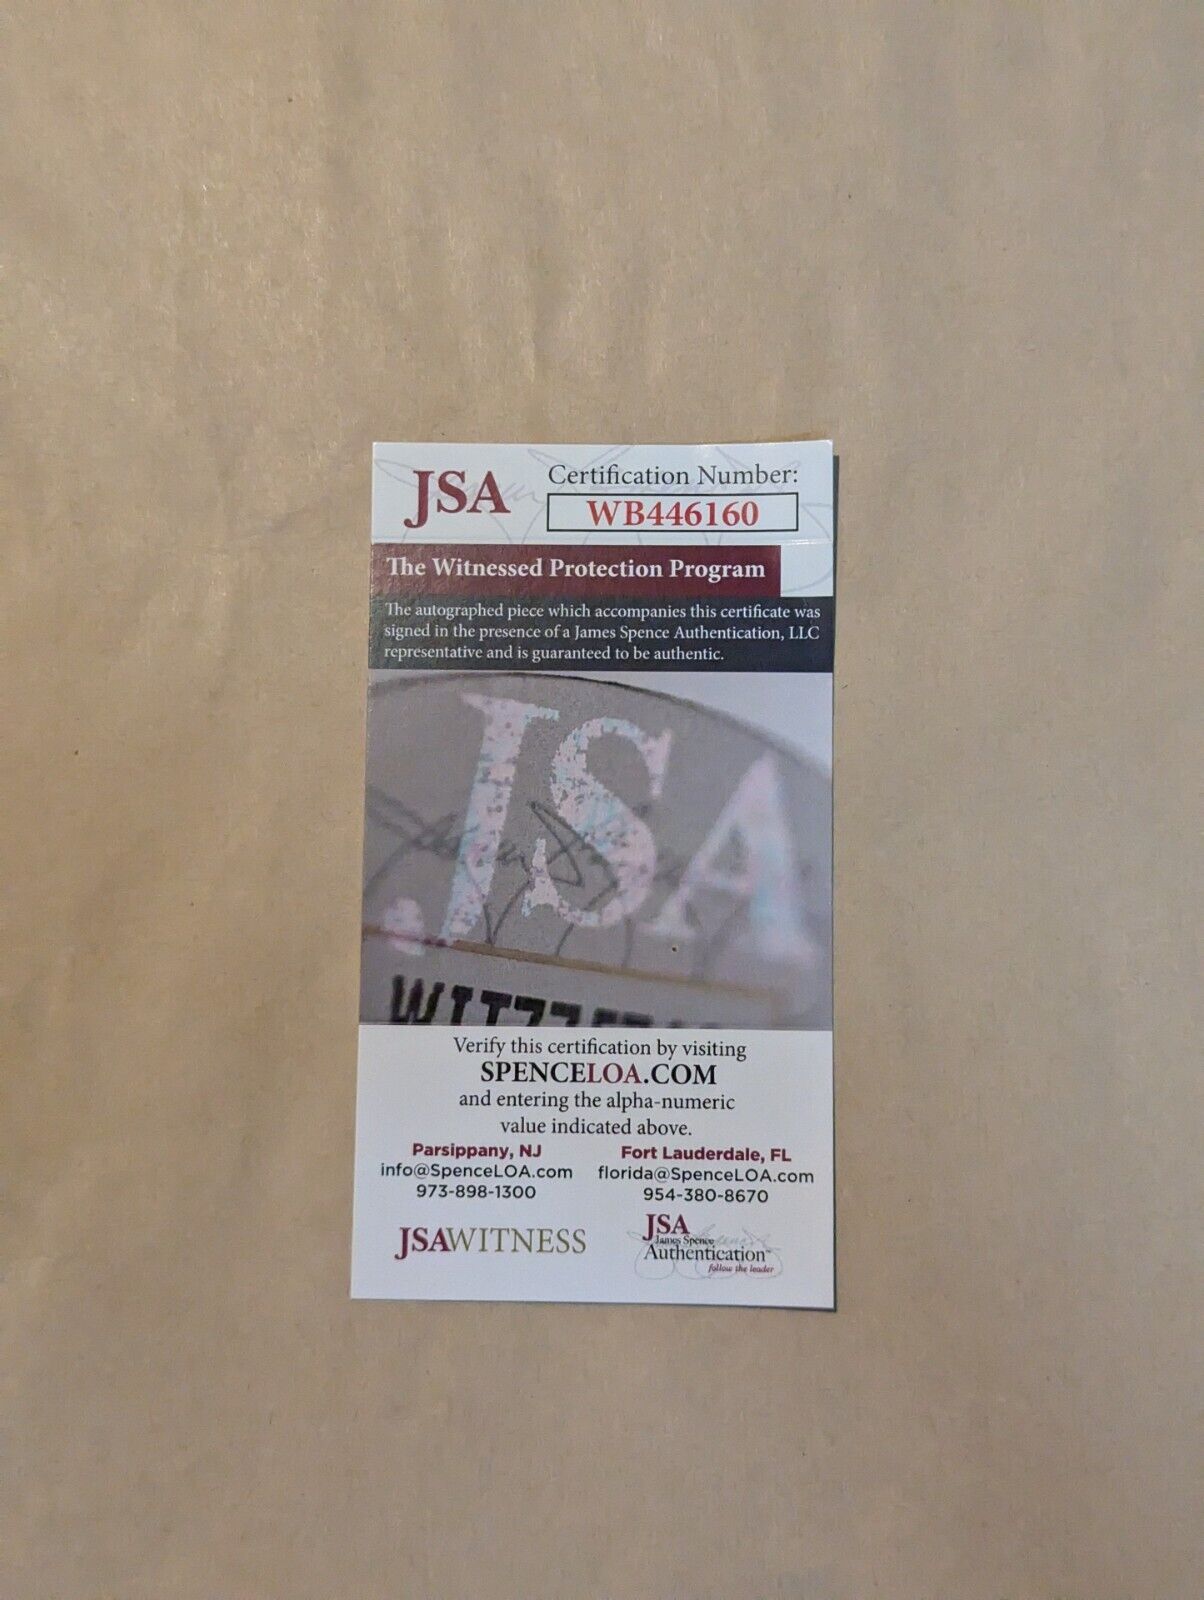 JSA
Certification Number:
WB446160
The Witnessed Protection Program
The autographed piece which accompanies this certificate was
signed in the presence of a James Spence Authentication, LLC
representative and is guaranteed to be authentic.
JSA
Verify this certification by visiting
SPENCELOA.COM
and entering the alpha-numeric
value indicated above.
Parsippany, NJ
info@SpenceLOA.com
973-898-1300
Fort Lauderdale, FL
florida@SpenceLOA.com
954-380-8670
JSAWITNESS
JSA
James Spence
Authentication™
follow the leader